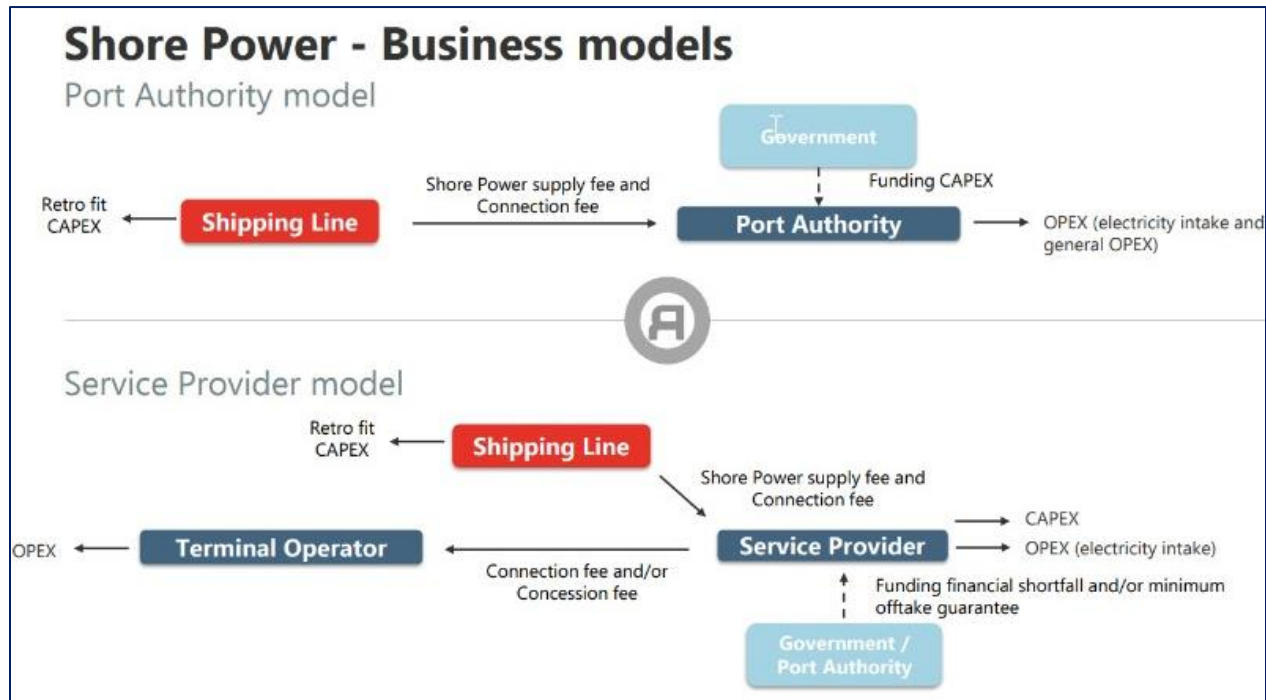 Shore Power - Business models
Port Authority model
Government
Funding CAPEX
Shore Power supply fee and
Connection fee
Retro fit
CAPEX
Shipping Line
Port Authority
OPEX (electricity intake and
general OPEX)
Service Provider model
Retro fit
CAPEX
Shipping Line
Shore Power supply fee and
Connection fee
CAPEX
OPEX
Terminal Operator
Service Provider
OPEX (electricity intake)
Connection fee and/or
Concession fee
Funding financial shortfall and/or minimum
offtake guarantee
Government /
Port Authority